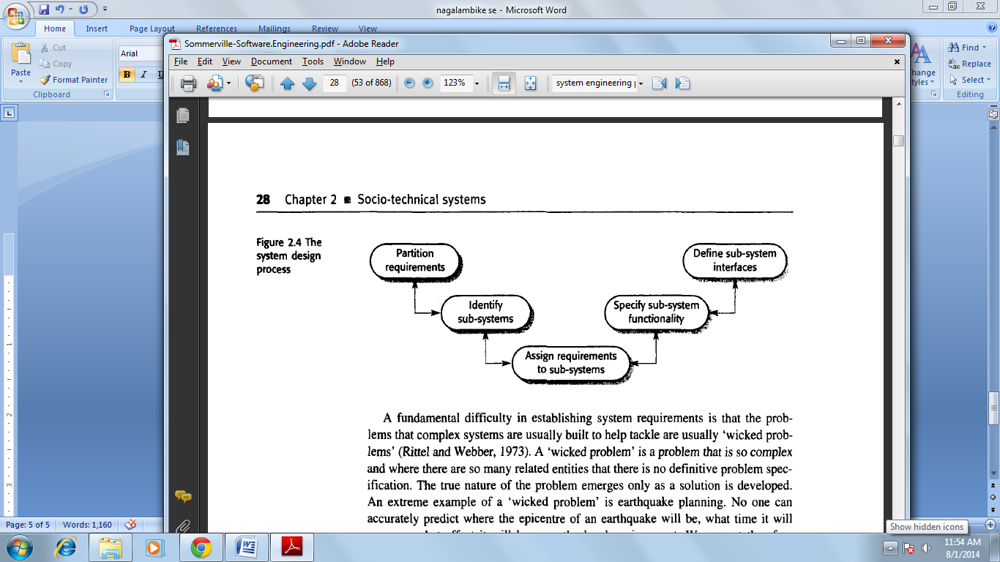 nagalambike se - Microsoft Word
Home Insert Page Layout References Mailings Review View
Cut
Copy
Format Painter
Paste
Clipboard
Arial
B I U
Sommerville-Software.Engineering.pdf - Adobe Reader
File Edit View Document Tools Window Help
28 (53 of 868) 123% system engineering
Find
Replace
Select
Editing
28 Chapter 2 Socio-technical systems
Figure 2.4 The
system design
process
Partition
requirements
Define sub-system
interfaces
Identify
sub-systems
Specify sub-system
functionality
Assign requirements
to sub-systems
A fundamental difficulty in establishing system requirements is that the prob-
lems that complex systems are usually built to help tackle are usually ‘wicked prob-
lems’ (Rittel and Webber, 1973). A ‘wicked problem’ is a problem that is so complex
and where there are so many related entities that there is no definitive problem spec-
ification. The true nature of the problem emerges only as a solution is developed.
An extreme example of a ‘wicked problem’ is earthquake planning. No one can
accurately predict where the epicentre of an earthquake will be, what time it will
Page: 5 of 5 Words: 1,160
Show hidden icons
11:54 AM
8/1/2014